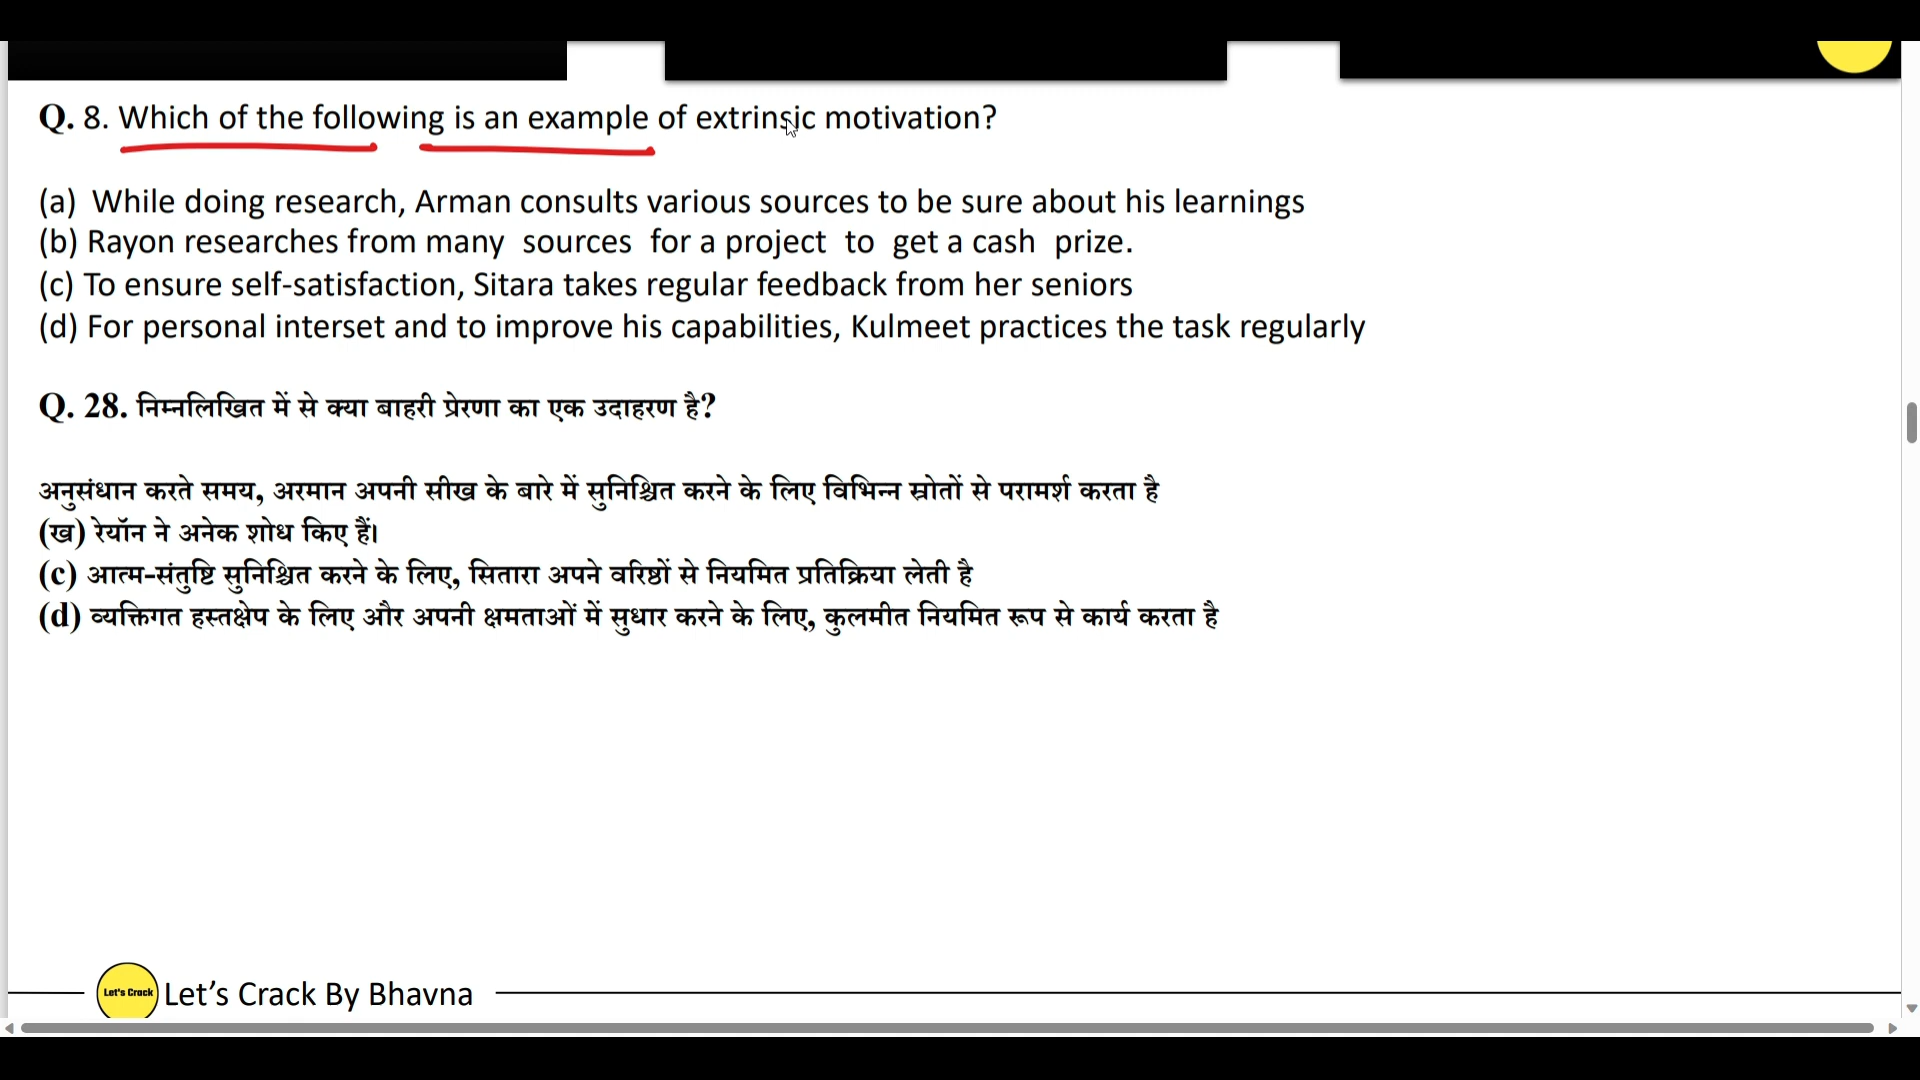 Q. 8. Which of the following is an example of extrinsic motivation?
(a) While doing research, Arman consults various sources to be sure about his learnings
(b) Rayon researches from many sources for a project to get a cash prize.
(c) To ensure self-satisfaction, Sitara takes regular feedback from her seniors
(d) For personal interset and to improve his capabilities, Kulmeet practices the task regularly
Q. 28. निम्नलिखित में से क्या बाहरी प्रेरणा का एक उदाहरण है?
अनुसंधान करते समय, अरमान अपनी सीख के बारे में सुनिश्चित करने के लिए विभिन्न स्रोतों से परामर्श करता है
(ख) रेयॉन ने अनेक शोध किए हैं।
(c) आत्म-संतुष्टि सुनिश्चित करने के लिए, सितारा अपने वरिष्ठों से नियमित प्रतिक्रिया लेती है
(d) व्यक्तिगत हस्तक्षेप के लिए और अपनी क्षमताओं में सुधार करने के लिए, कुलमीत नियमित रूप से कार्य करता है
Let's Crack
Let’s Crack By Bhavna